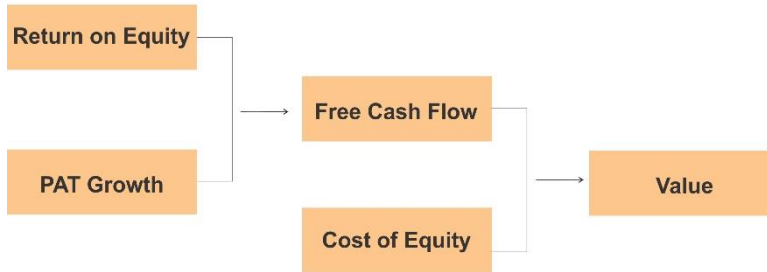 Return on Equity
PAT Growth
Free Cash Flow
Cost of Equity
Value